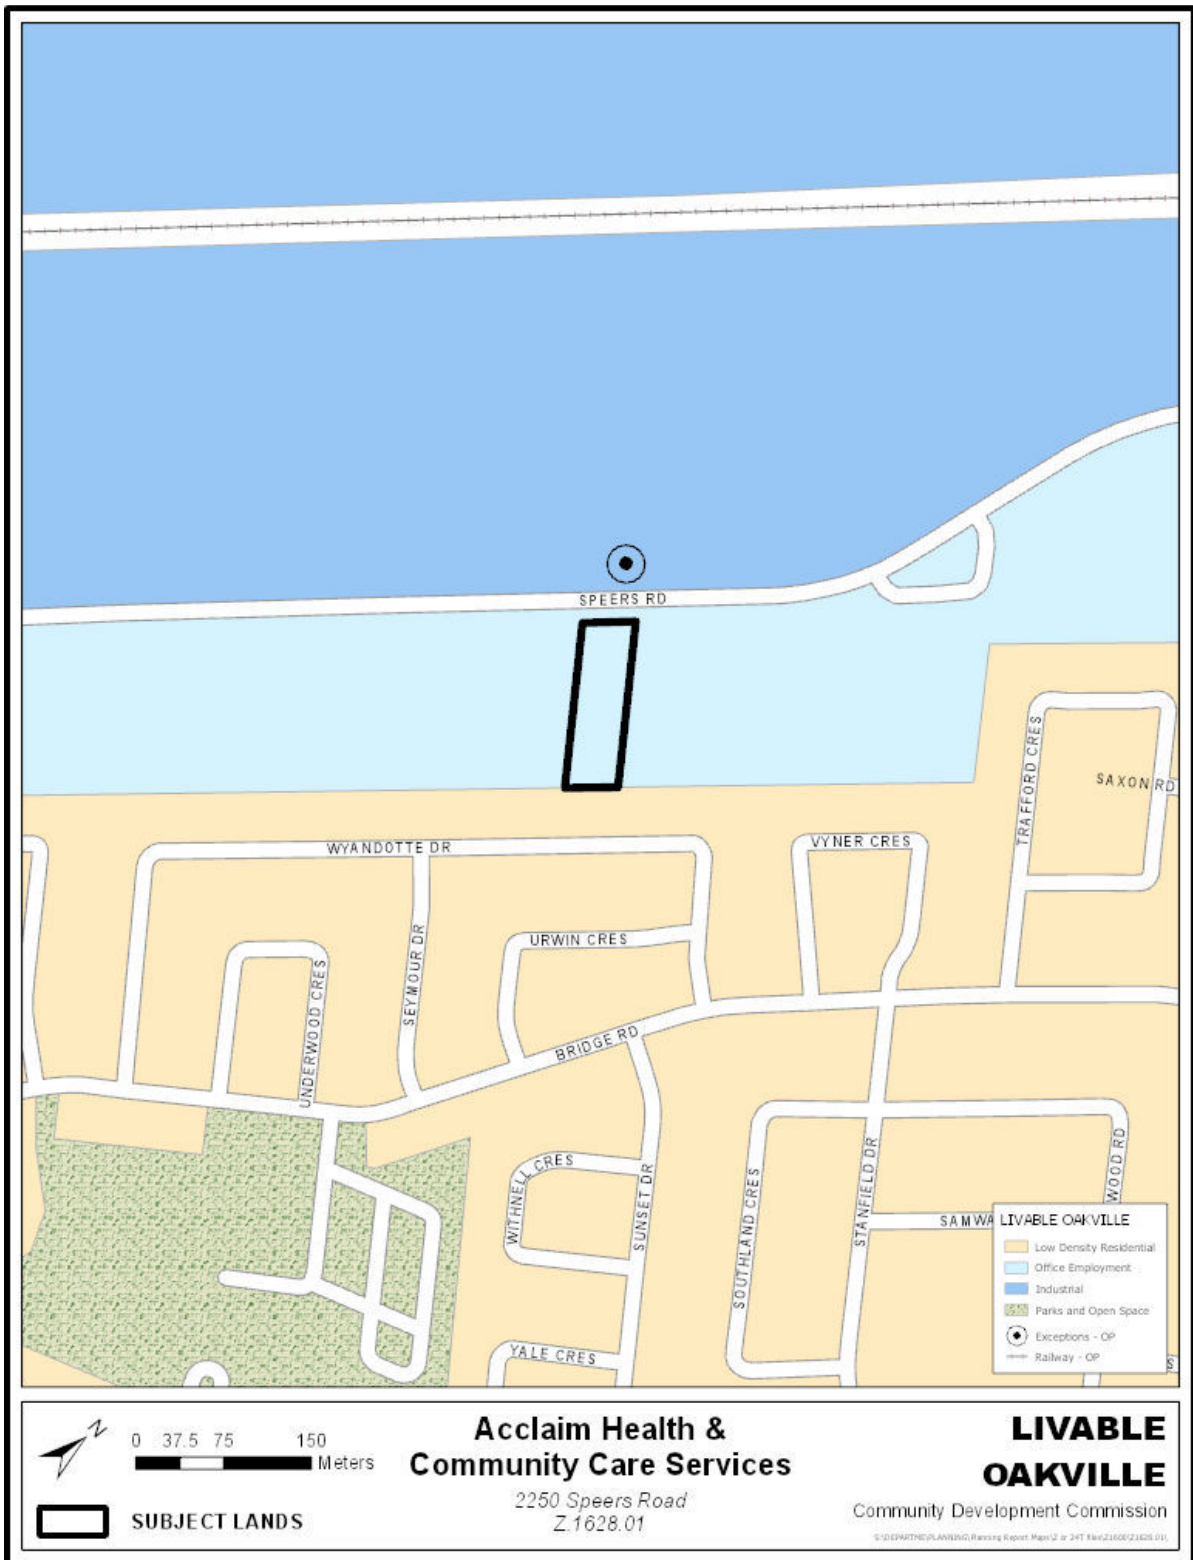 SPEERS RD
TRAFFORD CRES
SAXON RD
WYANDOTTE DR
VYNER CRES
URWIN CRES
SEYMOUR DR
UNDERWOOD CRES
BRIDGE RD
WITHNELL CRES
SUNSET DR
SOUTHLAND CRES
STANFIELD DR
WOOD RD
SAMWA
YALE CRES
S
LIVABLE OAKVILLE
Low Density Residential
Office Employment
Industrial
Parks and Open Space
Exceptions - OP
Railway - OP
N
0 37.5 75 150
Meters
SUBJECT LANDS
Acclaim Health &
Community Care Services
2250 Speers Road
Z.1628.01
LIVABLE
OAKVILLE
Community Development Commission